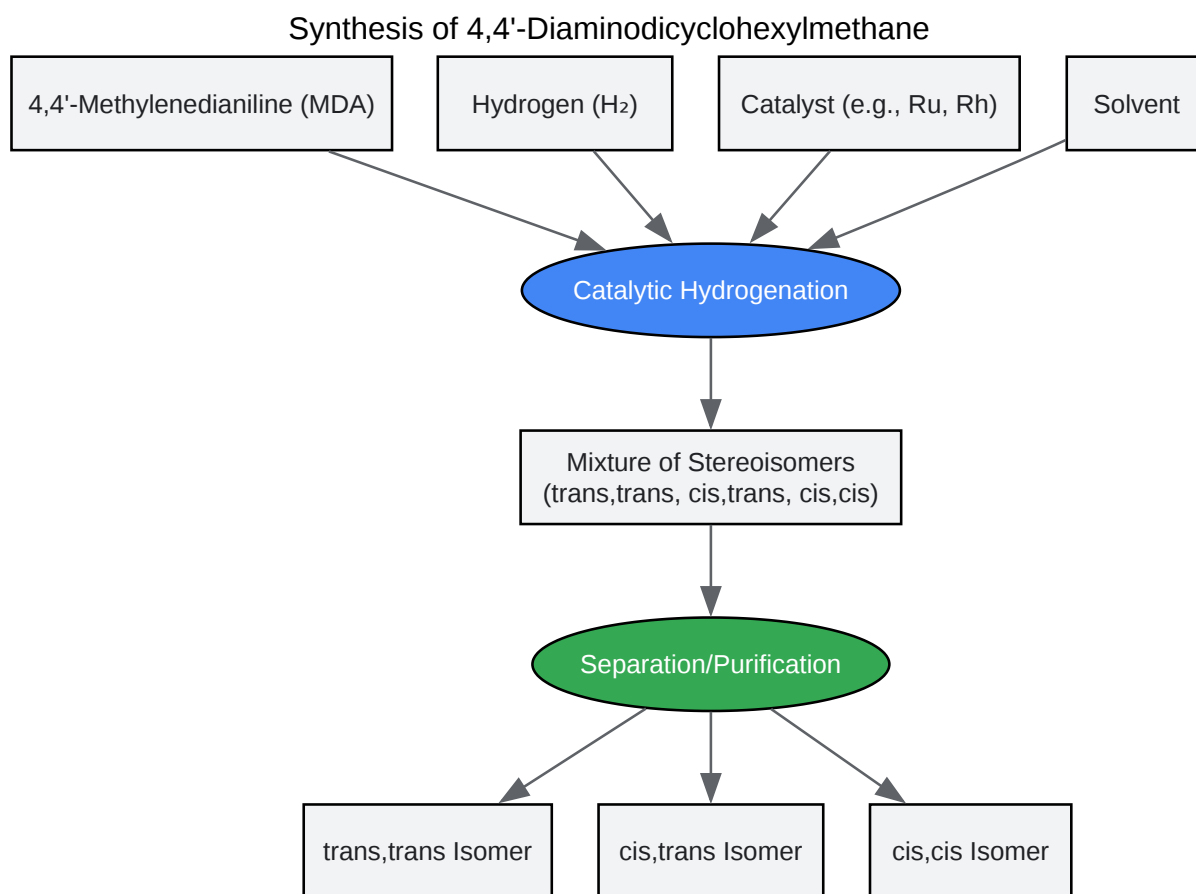 Synthesis of 4,4'-Diaminodicyclohexylmethane
4,4'-Methylenedianiline (MDA)
Hydrogen (H₂)
Catalyst (e.g., Ru, Rh)
Solvent
Catalytic Hydrogenation
Mixture of Stereoisomers
(trans,trans, cis,trans, cis,cis)
Separation/Purification
trans,trans Isomer
cis,trans Isomer
cis,cis Isomer